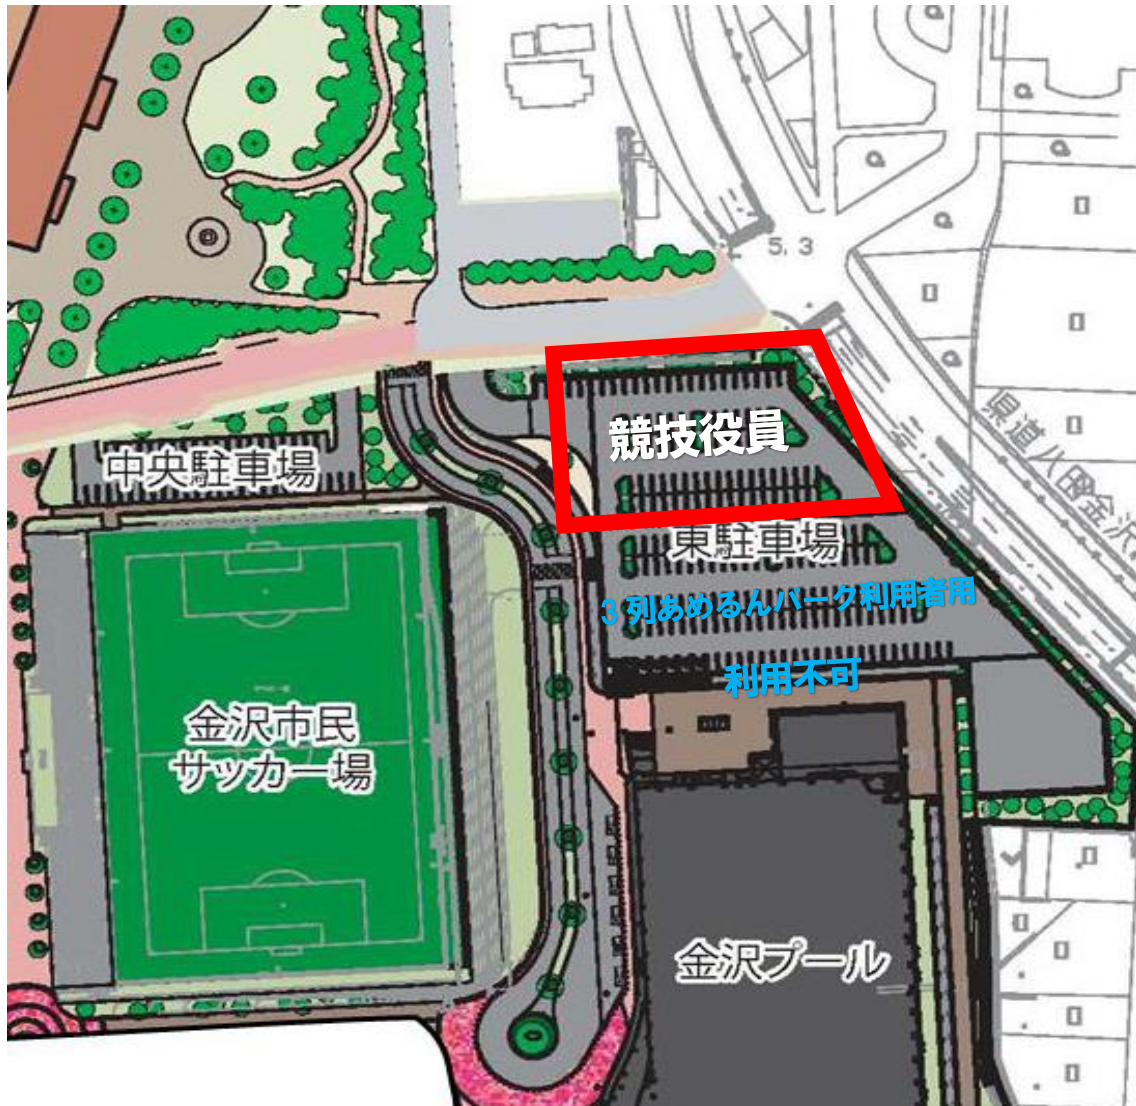 5. 3
競技役員
県道八田金沢
中央駐車場
東駐車場
3列あめるんパーク利用者用
利用不可
金沢市民
サッカー場
金沢プール